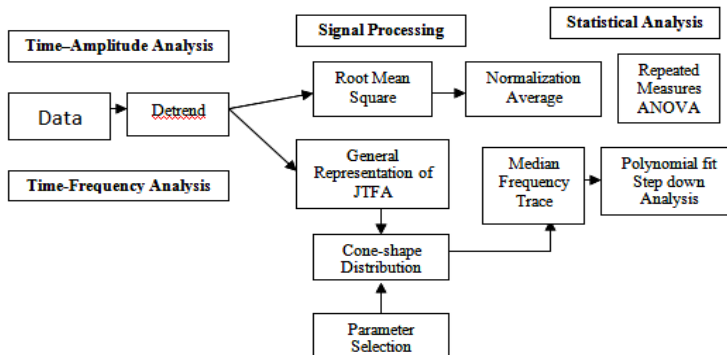 Time–Amplitude Analysis
Signal Processing
Statistical Analysis
Data
Detrend
Root Mean
Square
Normalization
Average
Repeated
Measures
ANOVA
Time-Frequency Analysis
General
Representation of
JTFA
Median
Frequency
Trace
Polynomial fit
Step down
Analysis
Cone-shape
Distribution
Parameter
Selection